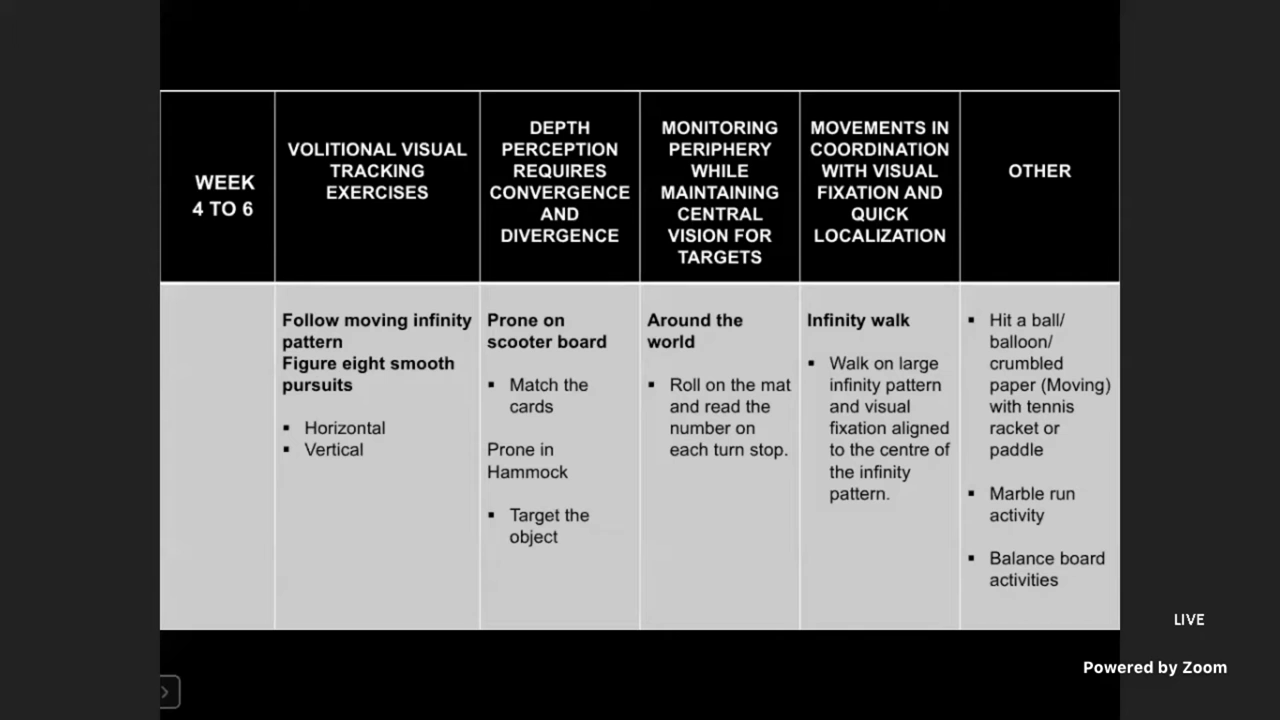 WEEK
4 TO 6
VOLITIONAL VISUAL
TRACKING
EXERCISES
DEPTH
PERCEPTION
REQUIRES
CONVERGENCE
AND
DIVERGENCE
MONITORING
PERIPHERY
WHILE
MAINTAINING
CENTRAL
VISION FOR
TARGETS
MOVEMENTS IN
COORDINATION
WITH VISUAL
FIXATION AND
QUICK
LOCALIZATION
OTHER
Follow moving infinity
pattern
Figure eight smooth
pursuits
▪ Horizontal
▪ Vertical
Prone on
scooter board
▪ Match the
cards
Prone in
Hammock
▪ Target the
object
Around the
world
▪ Roll on the mat
and read the
number on
each turn stop.
Infinity walk
▪ Walk on large
infinity pattern
and visual
fixation aligned
to the centre of
the infinity
pattern.
▪ Hit a ball/
balloon/
crumbled
paper (Moving)
with tennis
racket or
paddle
▪ Marble run
activity
▪ Balance board
activities
LIVE
Powered by Zoom